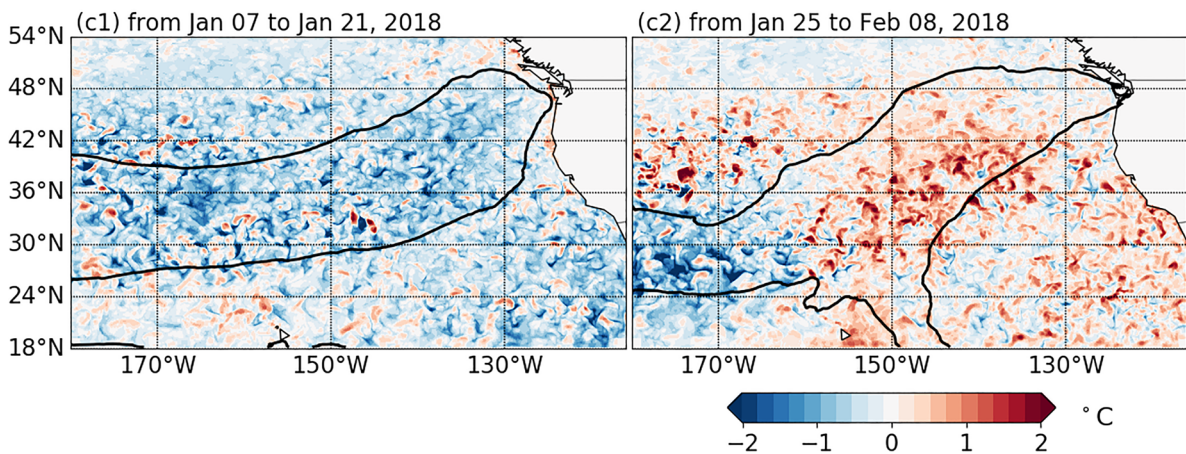 (c1) from Jan 07 to Jan 21, 2018
(c2) from Jan 25 to Feb 08, 2018
54°N
48°N
42°N
36°N
30°N
24°N
18°N
170°W 150°W 130°W
170°W 150°W 130°W
−2 −1 0 1 2 °C